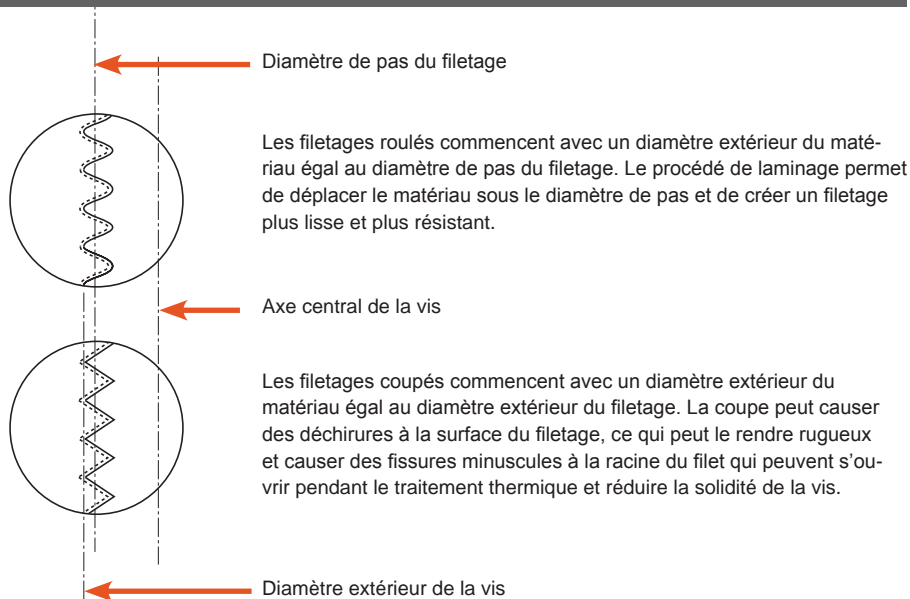 Diamètre de pas du filetage
Les filetages roulés commencent avec un diamètre extérieur du maté-
riau égal au diamètre de pas du filetage. Le procédé de laminage permet
de déplacer le matériau sous le diamètre de pas et de créer un filetage
plus lisse et plus résistant.
Axe central de la vis
Les filetages coupés commencent avec un diamètre extérieur du
matériau égal au diamètre extérieur du filetage. La coupe peut causer
des déchirures à la surface du filetage, ce qui peut le rendre rugueux
et causer des fissures minuscules à la racine du filet qui peuvent s’ou-
vrir pendant le traitement thermique et réduire la solidité de la vis.
Diamètre extérieur de la vis